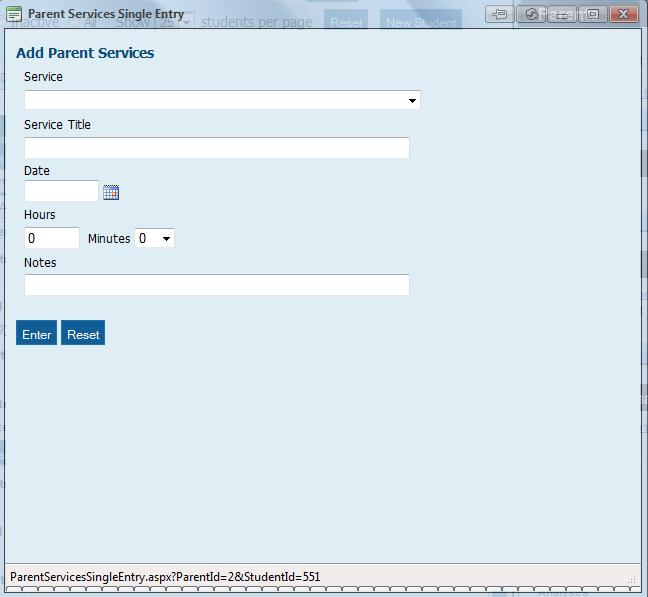 Parent Services Single Entry
Inactive All Show 25 students per page Reset New Student
Add Parent Services
Service
Service Title
Date
Hours
0 Minutes 0
Notes
Enter Reset
ParentServicesSingleEntry.aspx?ParentId=2&StudentId=551